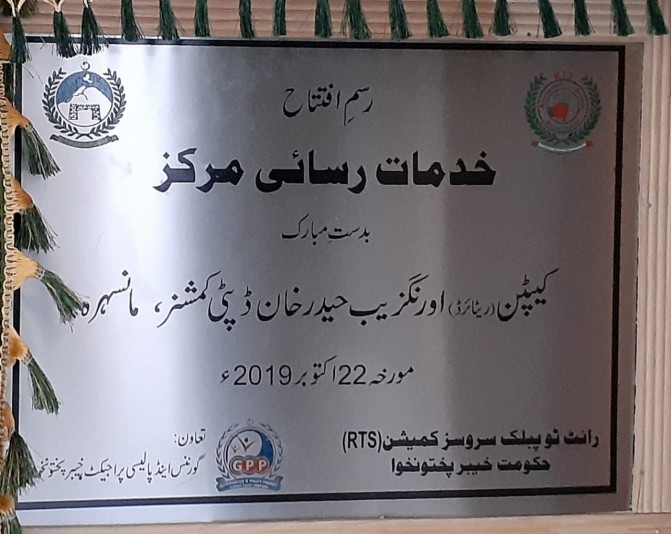 رسمِ افتتاح
خدمات رسائی مرکز
بدستِ مبارک
کیپٹن (ریٹائرڈ) اورنگزیب حیدر خان ڈپٹی کمشنر، مانسہرہ
مورخہ 22 اکتوبر 2019ء
رائٹ ٹو پبلک سروسز کمیشن (RTS)
حکومت خیبر پختونخوا
تعاون:
گورننس اینڈ پالیسی پراجیکٹ خیبر پختونخوا
GPP
RTS